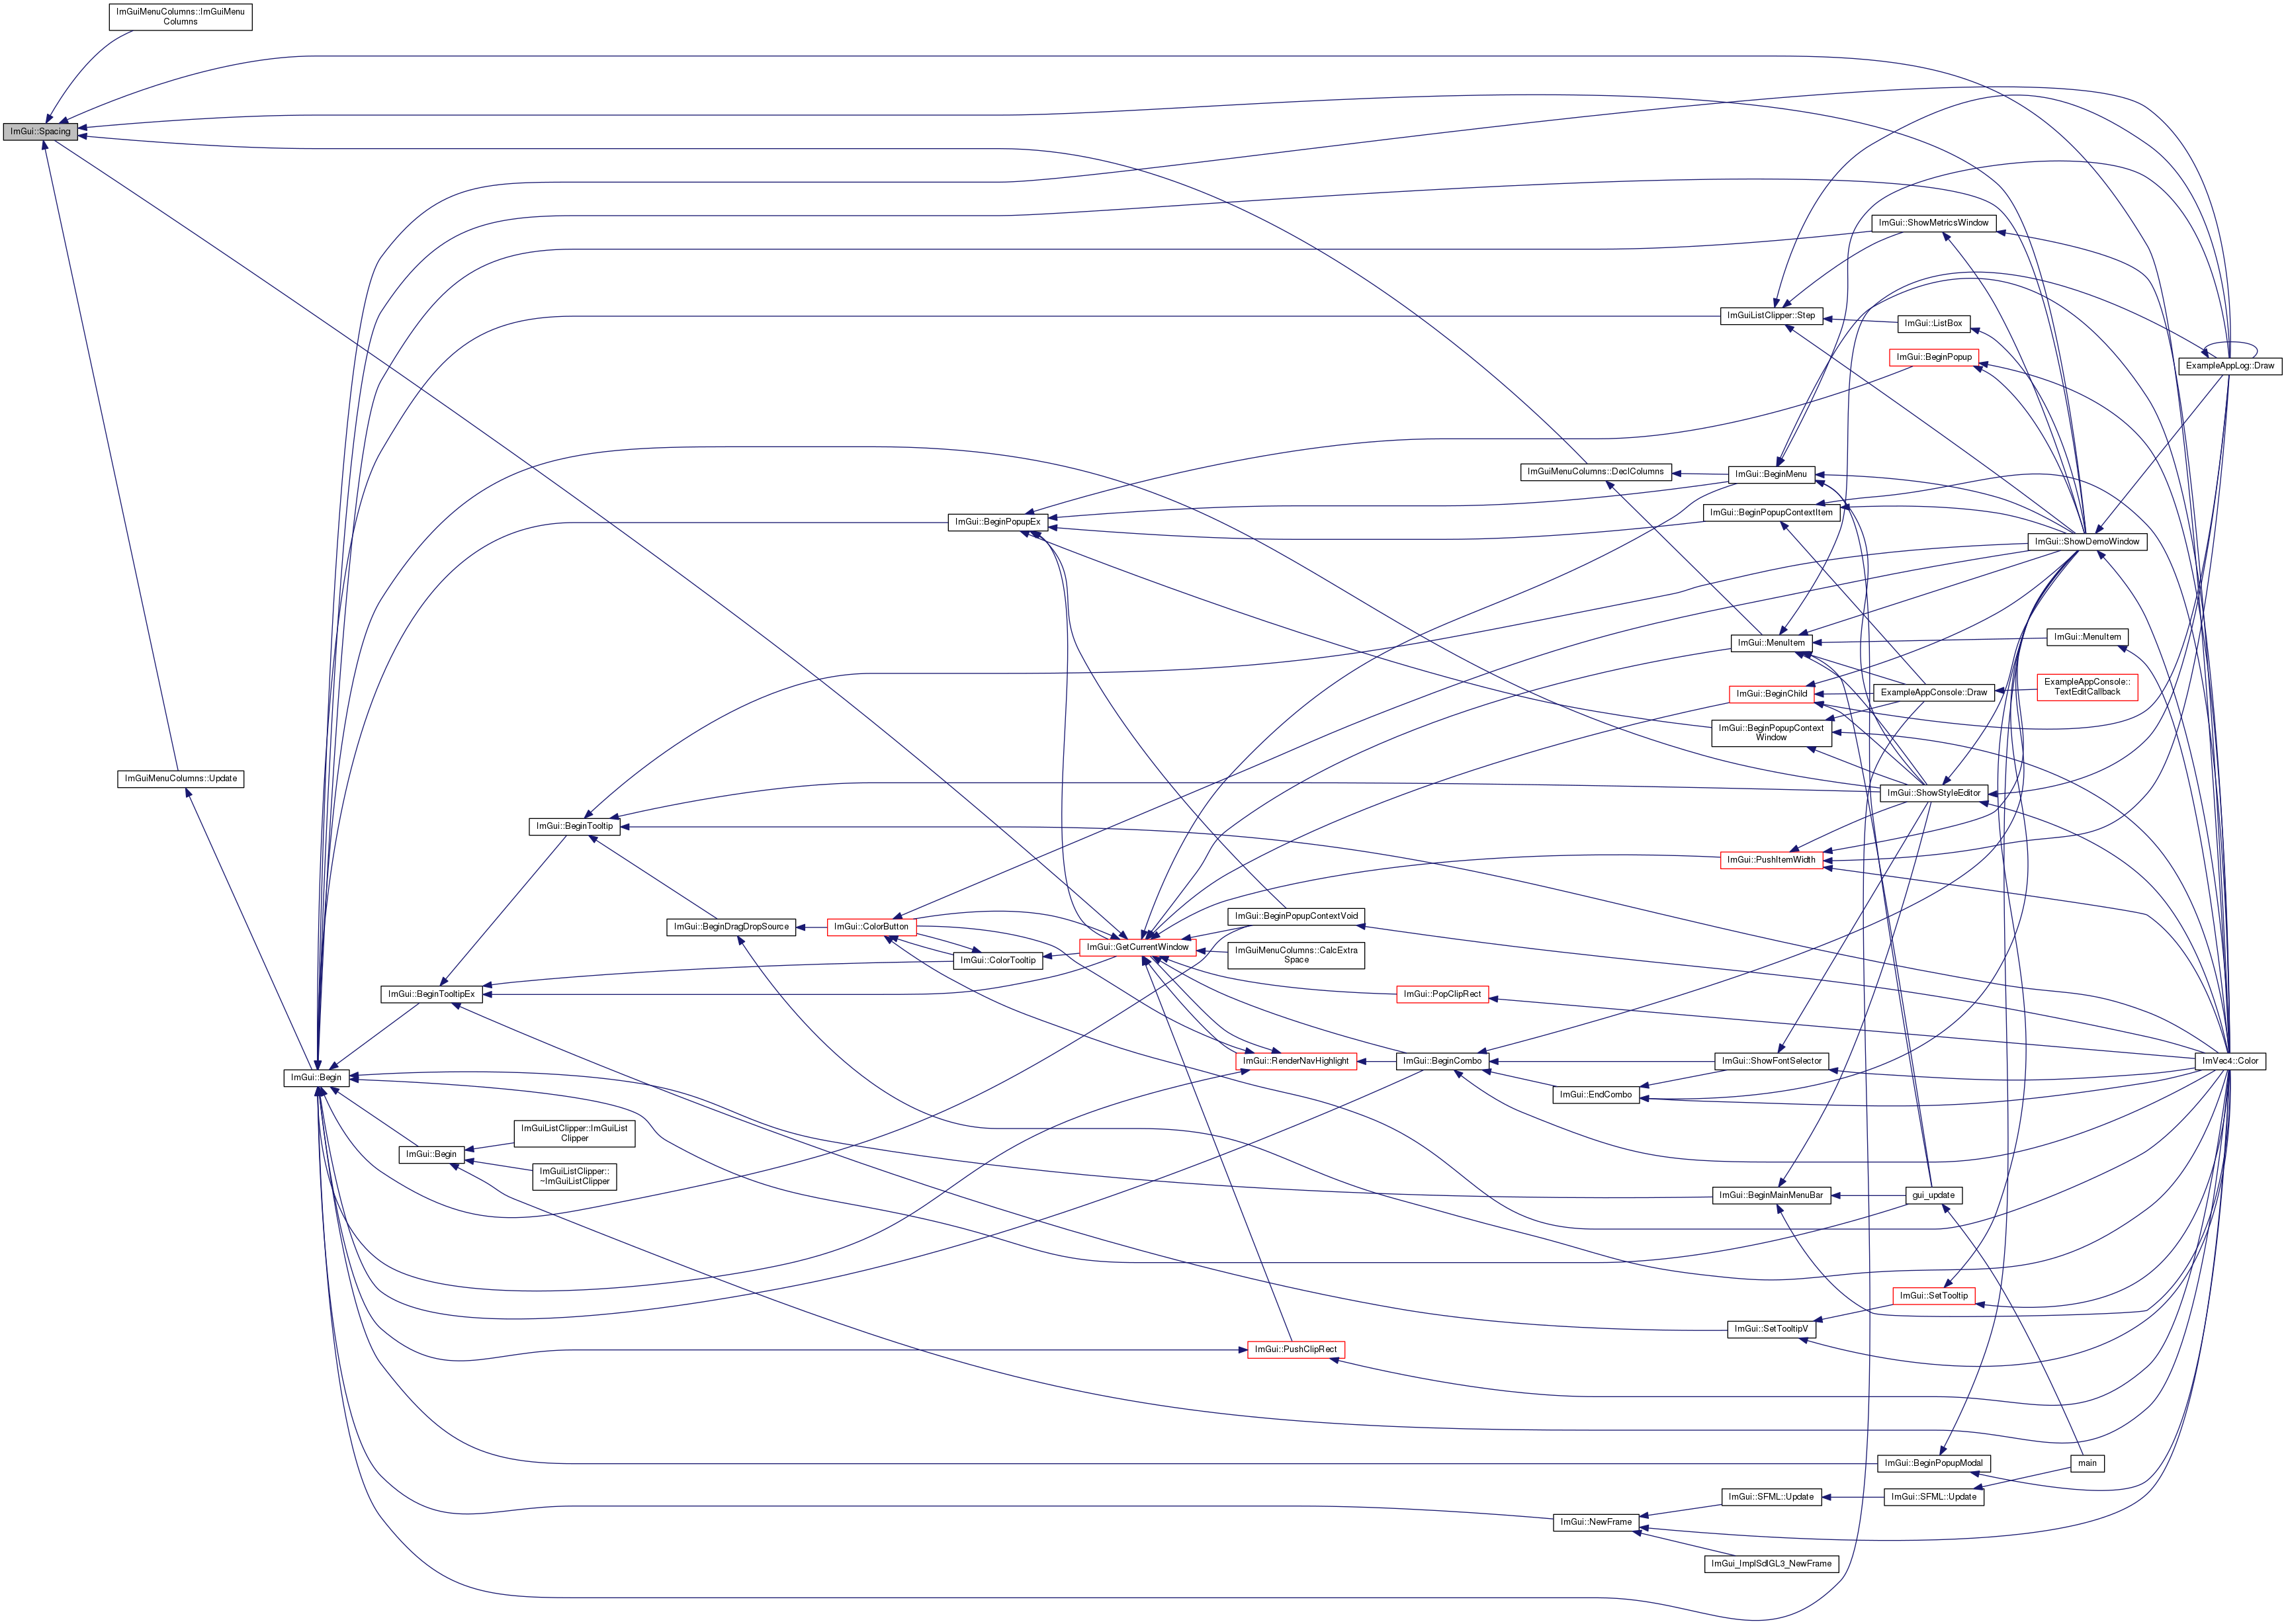 ImGuiMenuColumns::ImGuiMenu
Columns
ImGui::Spacing
ImGuiMenuColumns::Update
ImGui::Begin
ImGui::BeginTooltipEx
ImGui::Begin
ImGuiListClipper::ImGuiList
Clipper
ImGuiListClipper::
~ImGuiListClipper
ImGui::BeginTooltip
ImGui::BeginDragDropSource
ImGui::ColorButton
ImGui::BeginPopupEx
ImGui::ColorTooltip
ImGui::GetCurrentWindow
ImGui::BeginPopupContextVoid
ImGuiMenuColumns::CalcExtra
Space
ImGui::RenderNavHighlight
ImGui::PushClipRect
ImGui::PopClipRect
ImGui::BeginCombo
ImGuiMenuColumns::DeclColumns
ImGui::EndCombo
ImGui::NewFrame
ImGuiListClipper::Step
ImGui::BeginMenu
ImGui::BeginPopupContextItem
ImGui::MenuItem
ImGui::BeginChild
ImGui::BeginPopupContext
Window
ImGui::PushItemWidth
ImGui::ShowFontSelector
ImGui::BeginMainMenuBar
ImGui::SetTooltipV
ImGui::SFML::Update
ImGui_ImplSdlGL3_NewFrame
ImGui::ShowMetricsWindow
ImGui::ListBox
ImGui::BeginPopup
ExampleAppConsole::Draw
ImGui::ShowStyleEditor
gui_update
ImGui::SetTooltip
ImGui::BeginPopupModal
ImGui::SFML::Update
ImGui::ShowDemoWindow
ImGui::MenuItem
ExampleAppConsole::
TextEditCallback
main
ExampleAppLog::Draw
ImVec4::Color